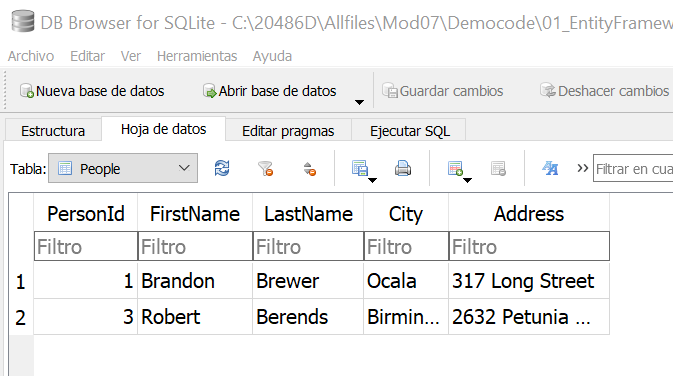 DB Browser for SQLite - C:\20486D\Allfiles\Mod07\Democode\01_EntityFramew
Archivo Editar Ver Herramientas Ayuda
Nueva base de datos Abrir base de datos Guardar cambios Deshacer cambios
Estructura Hoja de datos Editar pragmas Ejecutar SQL
Tabla: People Filtrar en cua
PersonId FirstName LastName City Address
Filtro Filtro Filtro Filtro Filtro
1 1 Brandon Brewer Ocala 317 Long Street
2 3 Robert Berends Birmin... 2632 Petunia ...